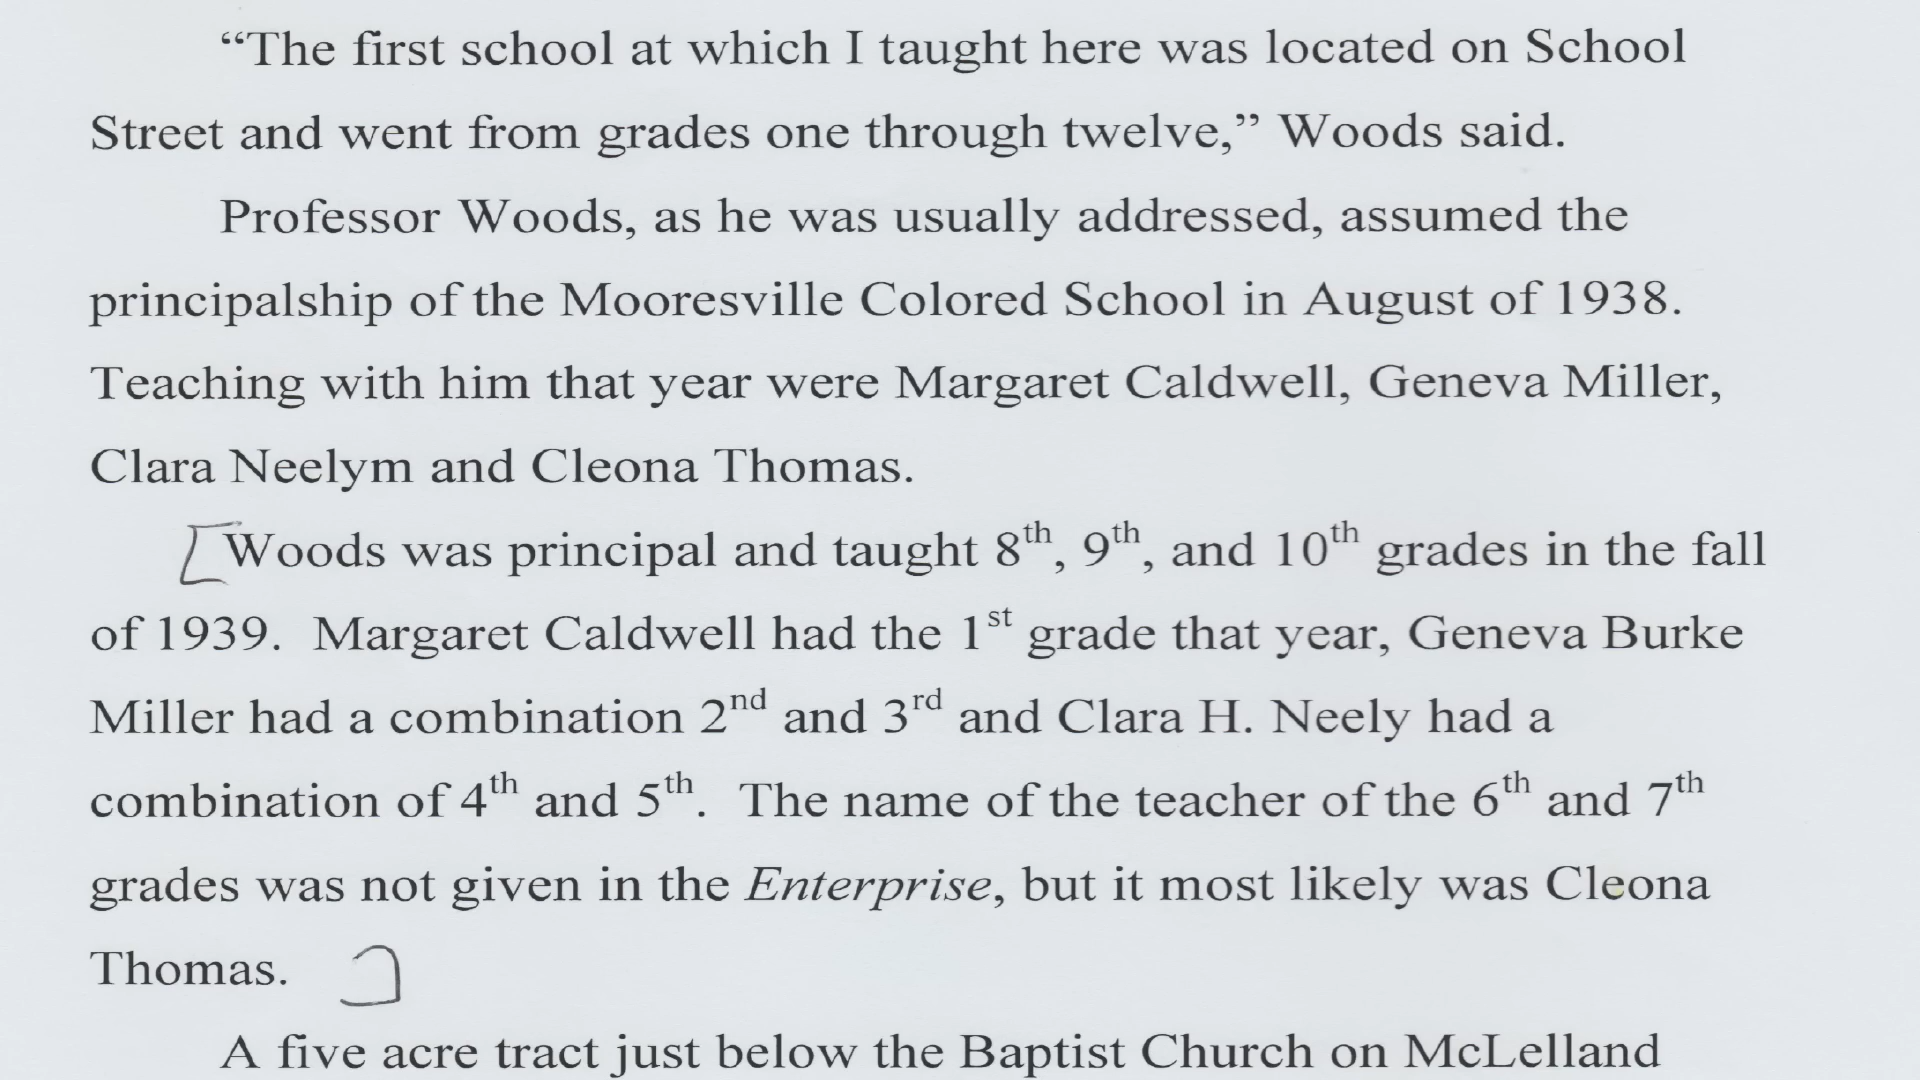 “The first school at which I taught here was located on School
Street and went from grades one through twelve,” Woods said.
Professor Woods, as he was usually addressed, assumed the
principalship of the Mooresville Colored School in August of 1938.
Teaching with him that year were Margaret Caldwell, Geneva Miller,
Clara Neelym and Cleona Thomas.
[Woods was principal and taught 8th, 9th, and 10th grades in the fall
of 1939.  Margaret Caldwell had the 1st grade that year, Geneva Burke
Miller had a combination 2nd and 3rd and Clara H. Neely had a
combination of 4th and 5th.  The name of the teacher of the 6th and 7th
grades was not given in the Enterprise, but it most likely was Cleona
Thomas. ]
A five acre tract just below the Baptist Church on McLelland